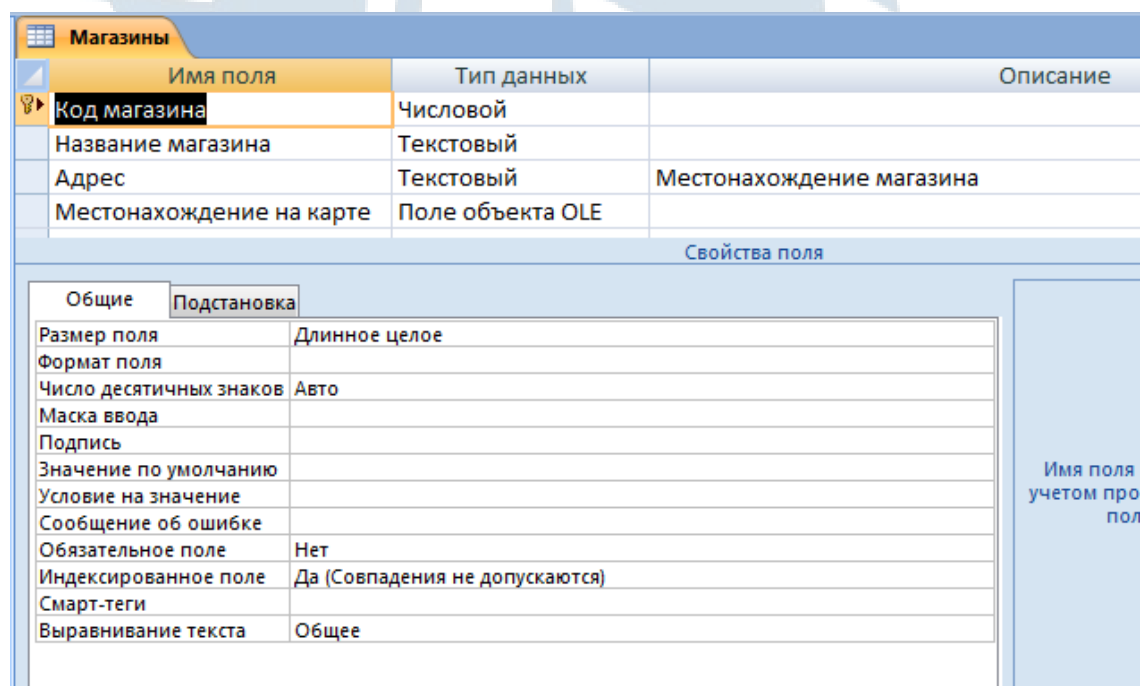 Магазины
Имя поля Тип данных Описание
Код магазина Числовой
Название магазина Текстовый
Адрес Текстовый Местонахождение магазина
Местонахождение на карте Поле объекта OLE
Свойства поля
Общие Подстановка
Размер поля Длинное целое
Формат поля
Число десятичных знаков Авто
Маска ввода
Подпись
Значение по умолчанию
Условие на значение
Сообщение об ошибке
Обязательное поле Нет
Индексированное поле Да (Совпадения не допускаются)
Смарт-теги
Выравнивание текста Общее
Имя поля
учетом про
пол